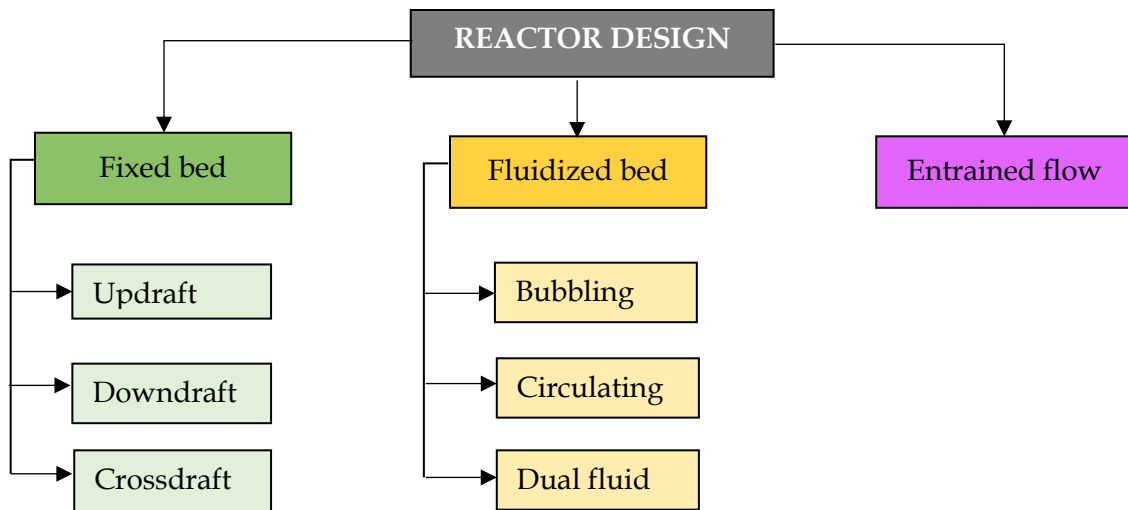 REACTOR DESIGN
Fixed bed
Fluidized bed
Entrained flow
Updraft
Bubbling
Downdraft
Circulating
Crossdraft
Dual fluid